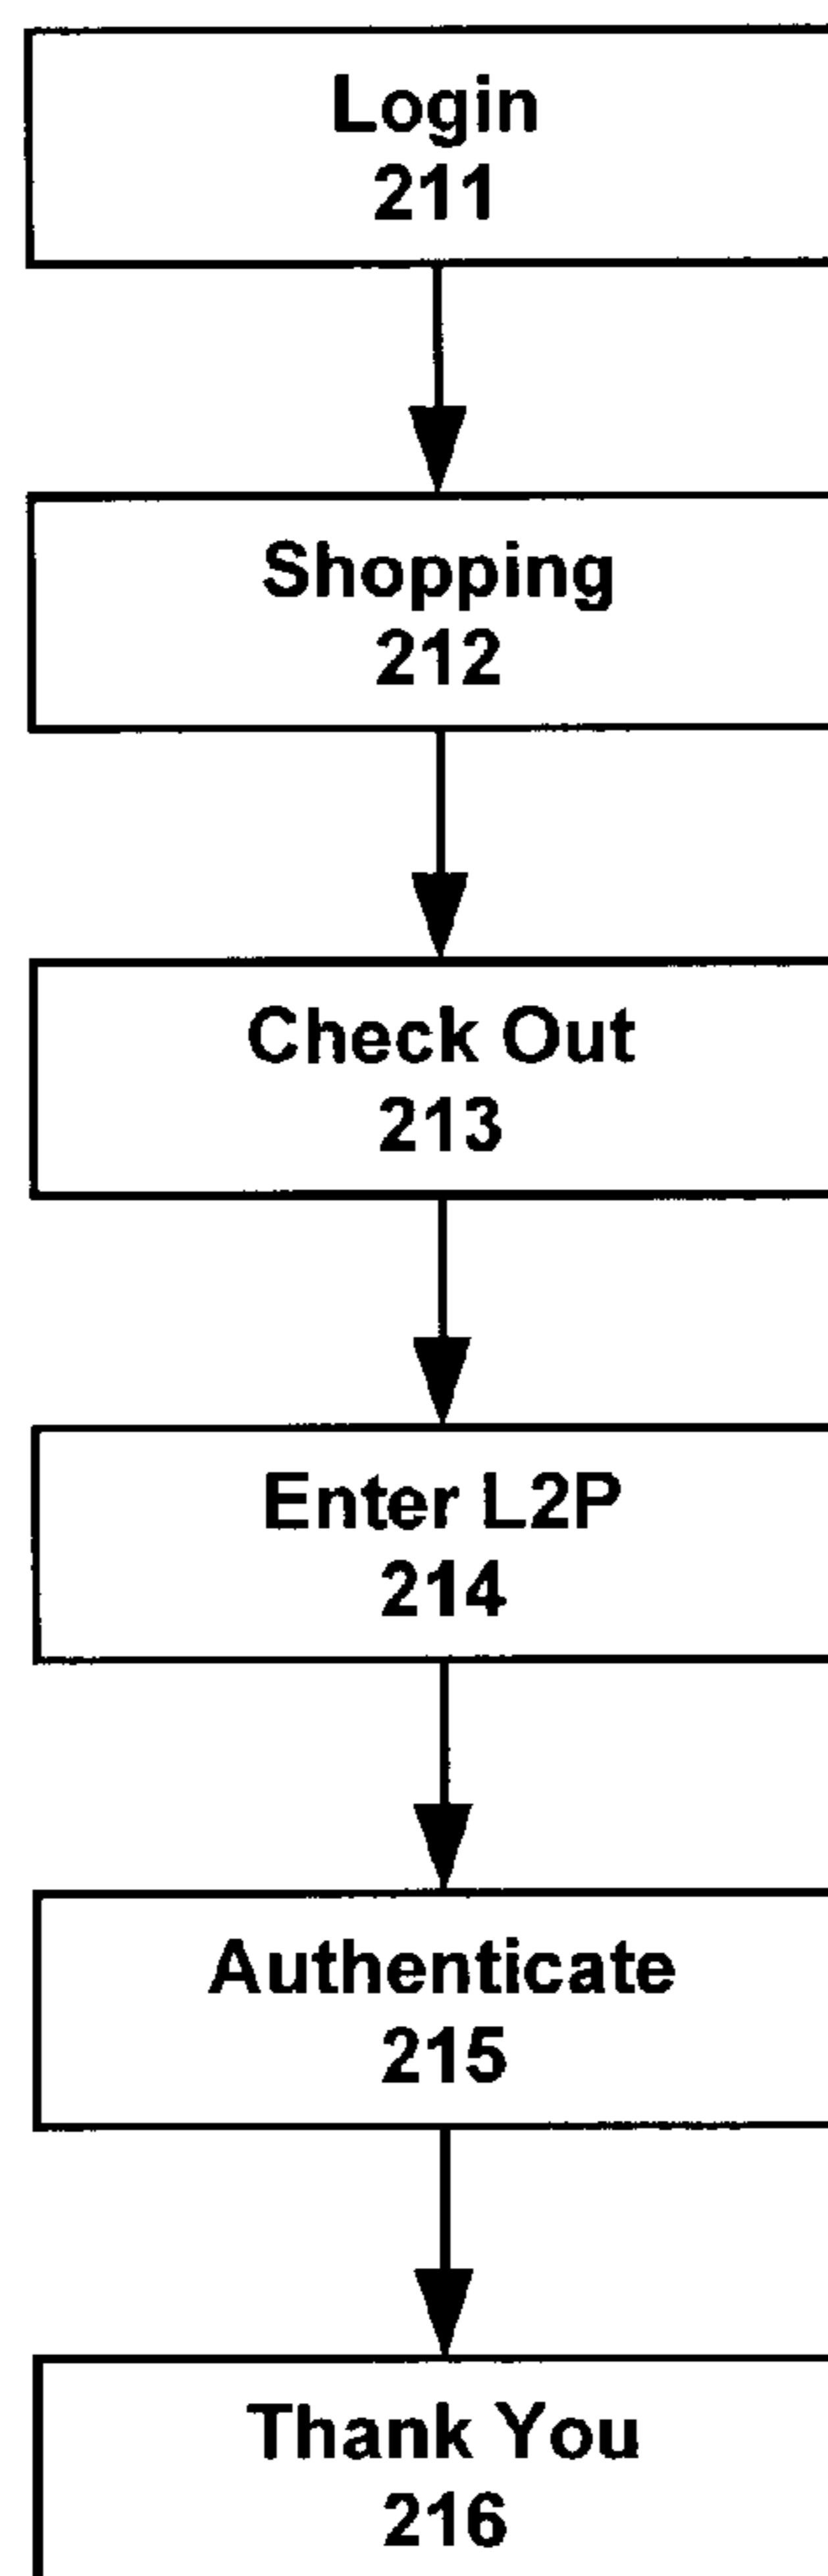 Login
211
Shopping
212
Check Out
213
Enter L2P
214
Authenticate
215
Thank You
216